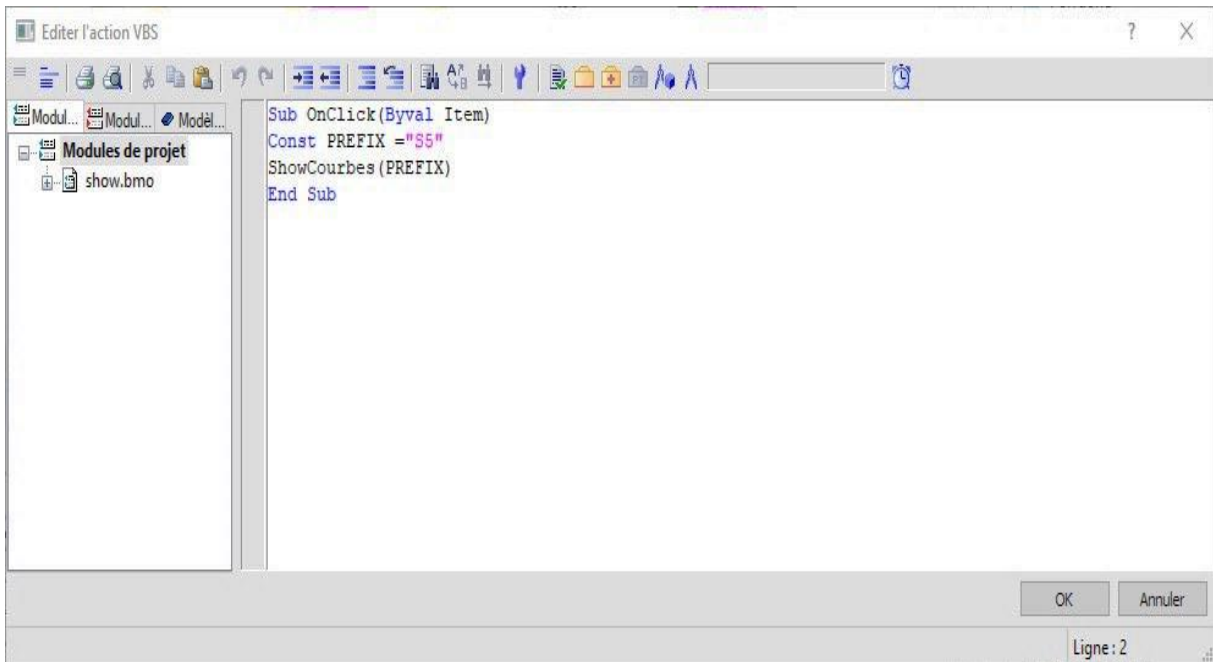 Editer l'action VBS
?
Modul... Modul... Modèl...
Modules de projet
show.bmo
Sub OnClick(Byval Item)
Const PREFIX ="S5"
ShowCourbes(PREFIX)
End Sub
OK Annuler
Ligne : 2